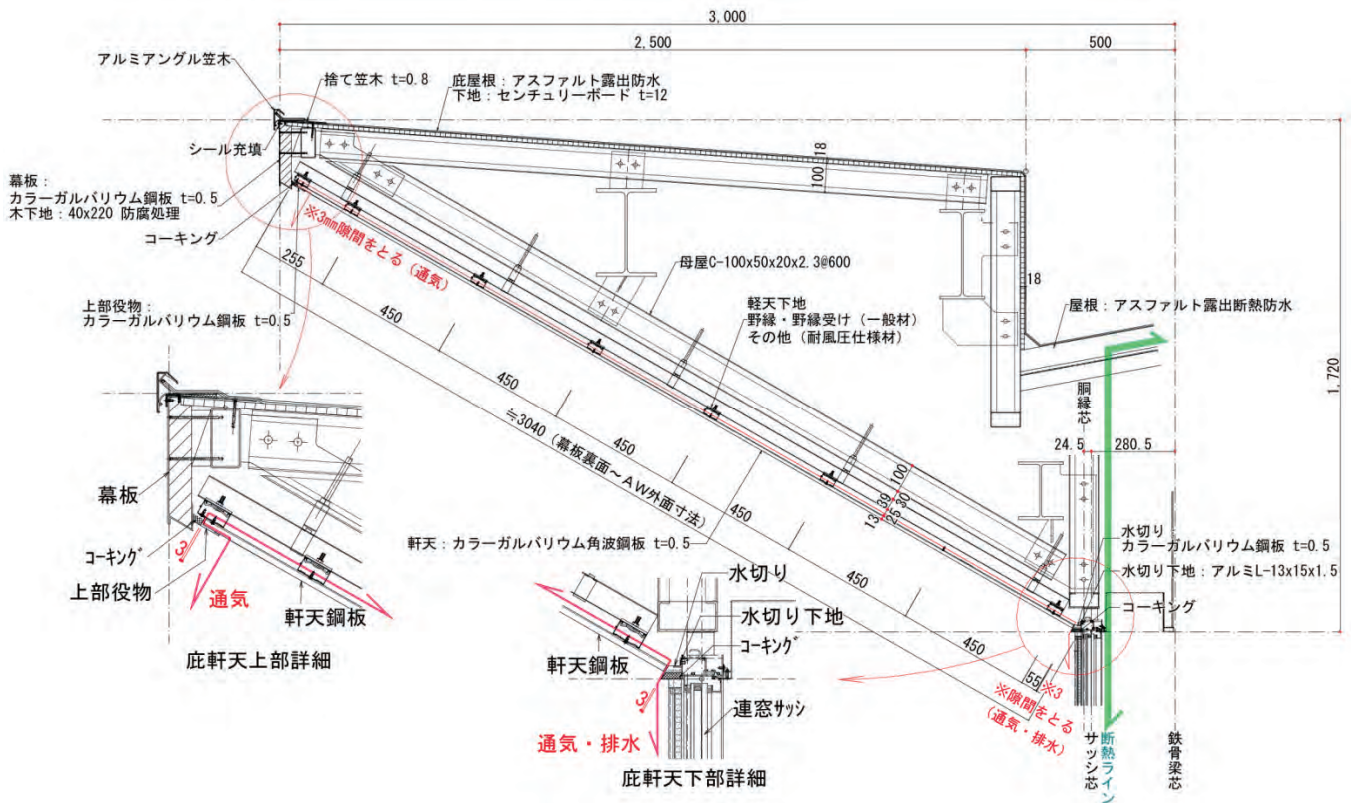 3,000
2,500
500
アルミアングル笠木
捨て笠木 t=0.8
庇屋根：アスファルト露出防水
下地：センチュリーボード t=12
シール充填
18
100
幕板：
カラーガルバリウム鋼板 t=0.5
木下地：40x220 防腐処理
コーキング
※3mm隙間をとる（通気）
255
450
450
450
450
450
450
母屋C-100x50x20x2.3@600
18
屋根：アスファルト露出断熱防水
軽天下地
野縁・野縁受け（一般材）
その他（耐風圧仕様材）
上部役物：
カラーガルバリウム鋼板 t=0.5
1,720
胴縁芯
24.5
280.5
≒3040（幕板裏面～AW外面寸法）
100
39
30
13
25
軒天：カラーガルバリウム角波鋼板 t=0.5
水切り
カラーガルバリウム鋼板 t=0.5
水切り下地：アルミL-13x15x1.5
コーキング
55
※3
※隙間をとる
（通気・排水）
サッシ芯
断熱ライン
鉄骨梁芯
幕板
コーキング
3
上部役物
通気
軒天鋼板
庇軒天上部詳細
水切り
水切り下地
コーキング
軒天鋼板
3
連窓サッシ
通気・排水
庇軒天下部詳細